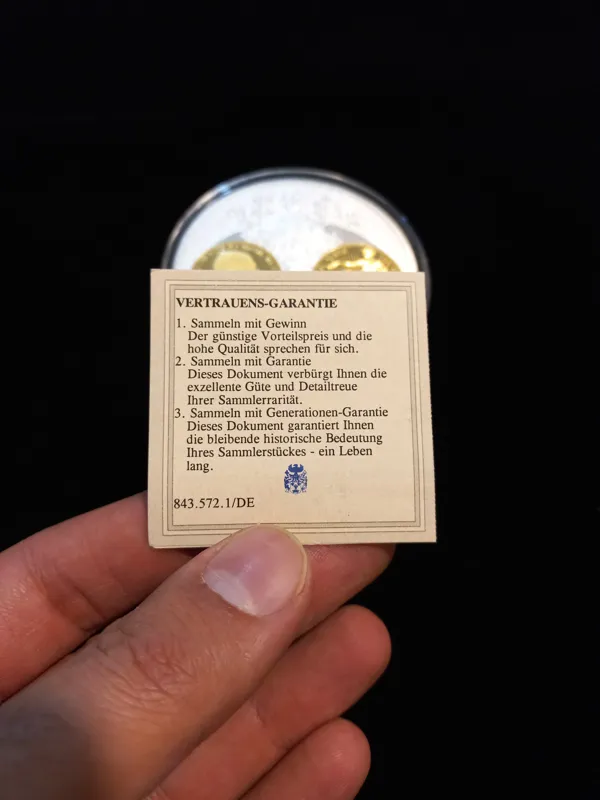 VERTRAUENS-GARANTIE
1. Sammeln mit Gewinn
Der günstige Vorteilspreis und die
hohe Qualität sprechen für sich.
2. Sammeln mit Garantie
Dieses Dokument verbürgt Ihnen die
exzellente Güte und Detailtreue
Ihrer Sammlerrarität.
3. Sammeln mit Generationen-Garantie
Dieses Dokument garantiert Ihnen
die bleibende historische Bedeutung
Ihres Sammlerstückes - ein Leben
lang.
843.572.1/DE